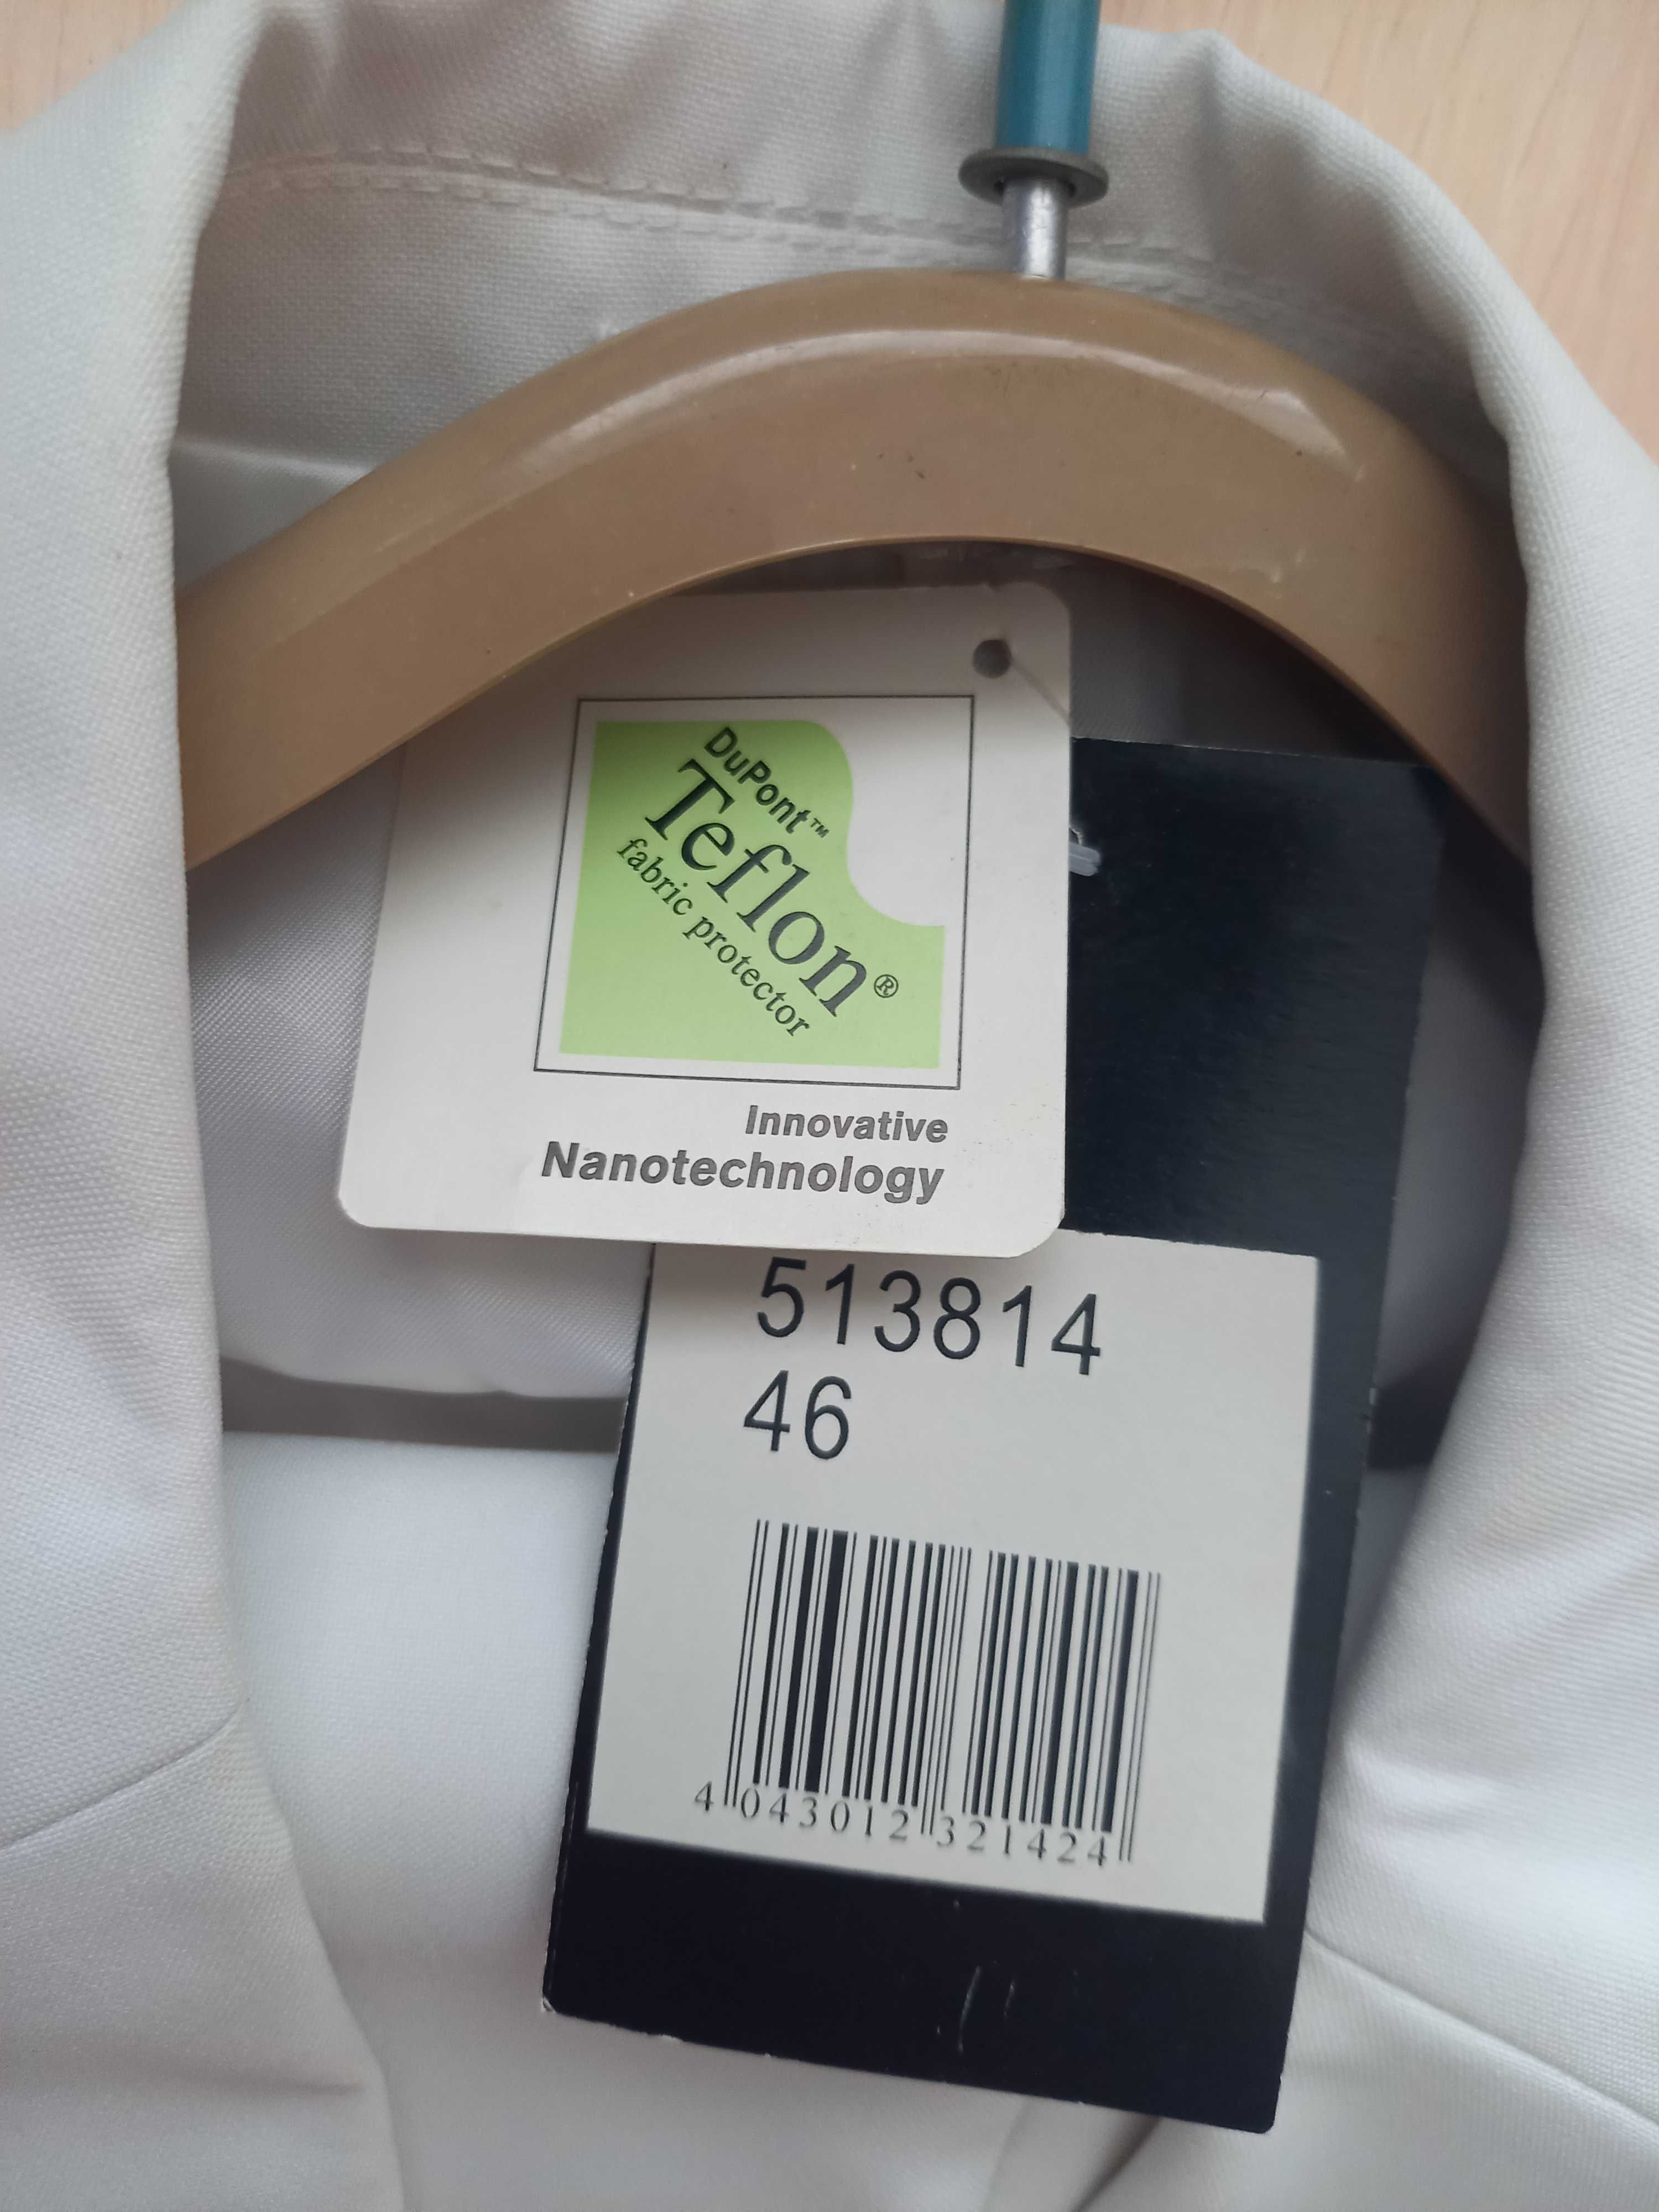 DuPont™
Teflon®
fabric protector
Innovative
Nanotechnology
513814
46
4 043012 321424